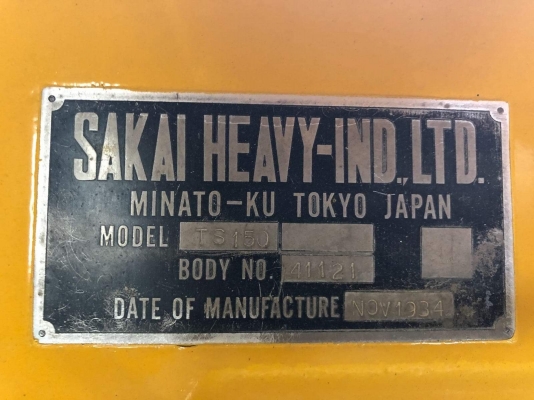 SAKAI HEAVY-IND., LTD.
MINATO-KU TOKYO JAPAN
MODEL TS150
BODY NO. 41121
DATE OF MANUFACTURE NOV1984